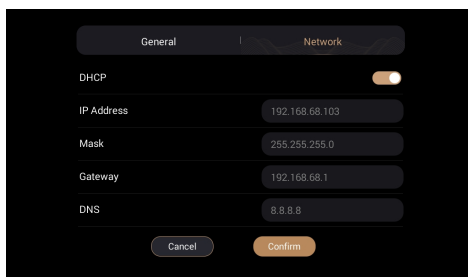 General Network
DHCP
IP Address 192.168.68.103
Mask 255.255.255.0
Gateway 192.168.68.1
DNS 8.8.8.8
Cancel Confirm